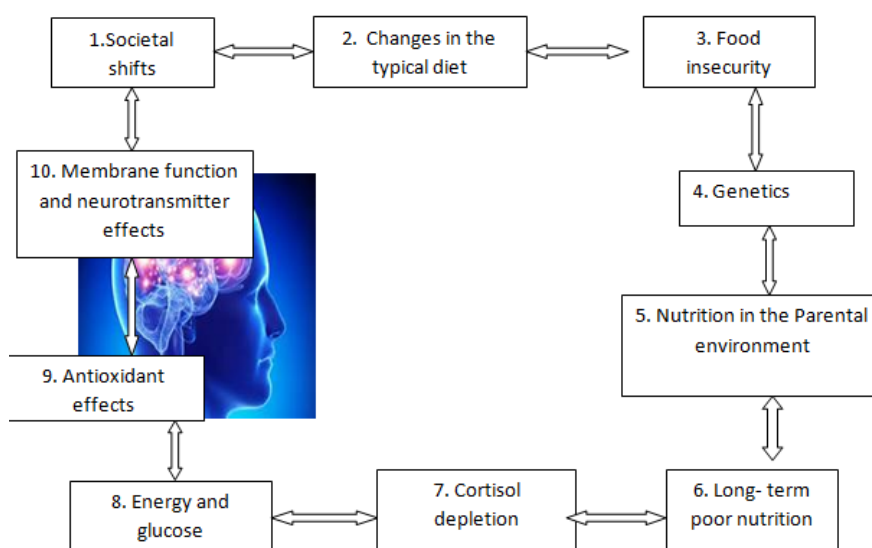 1.Societal
shifts
2. Changes in the
typical diet
3. Food
insecurity
4. Genetics
5. Nutrition in the Parental
environment
6. Long- term
poor nutrition
7. Cortisol
depletion
8. Energy and
glucose
9. Antioxidant
effects
10. Membrane function
and neurotransmitter
effects